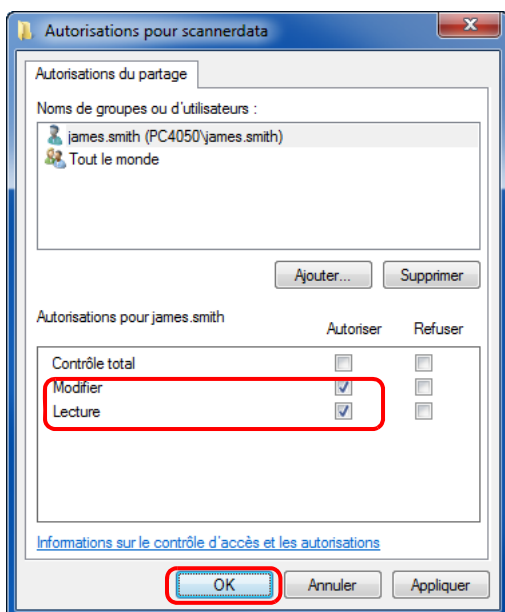 Autorisations pour scannerdata
Autorisations du partage
Noms de groupes ou d'utilisateurs :
james.smith (PC4050\james.smith)
Tout le monde
Ajouter... Supprimer
Autorisations pour james.smith Autoriser Refuser
Contrôle total
Modifier
Lecture
Informations sur le contrôle d'accès et les autorisations
OK Annuler Appliquer